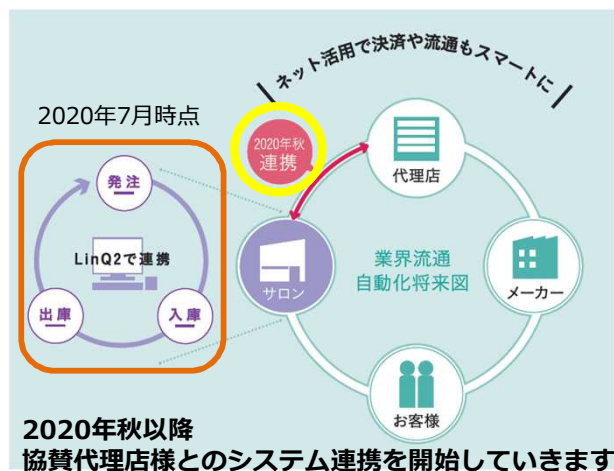 ネット活用で決済や流通もスマートに
2020年7月時点
2020年秋
連携
代理店
発注
LinQ2で連携
出庫
入庫
サロン
業界流通
自動化将来図
メーカー
お客様
2020年秋以降
協賛代理店様とのシステム連携を開始していきます